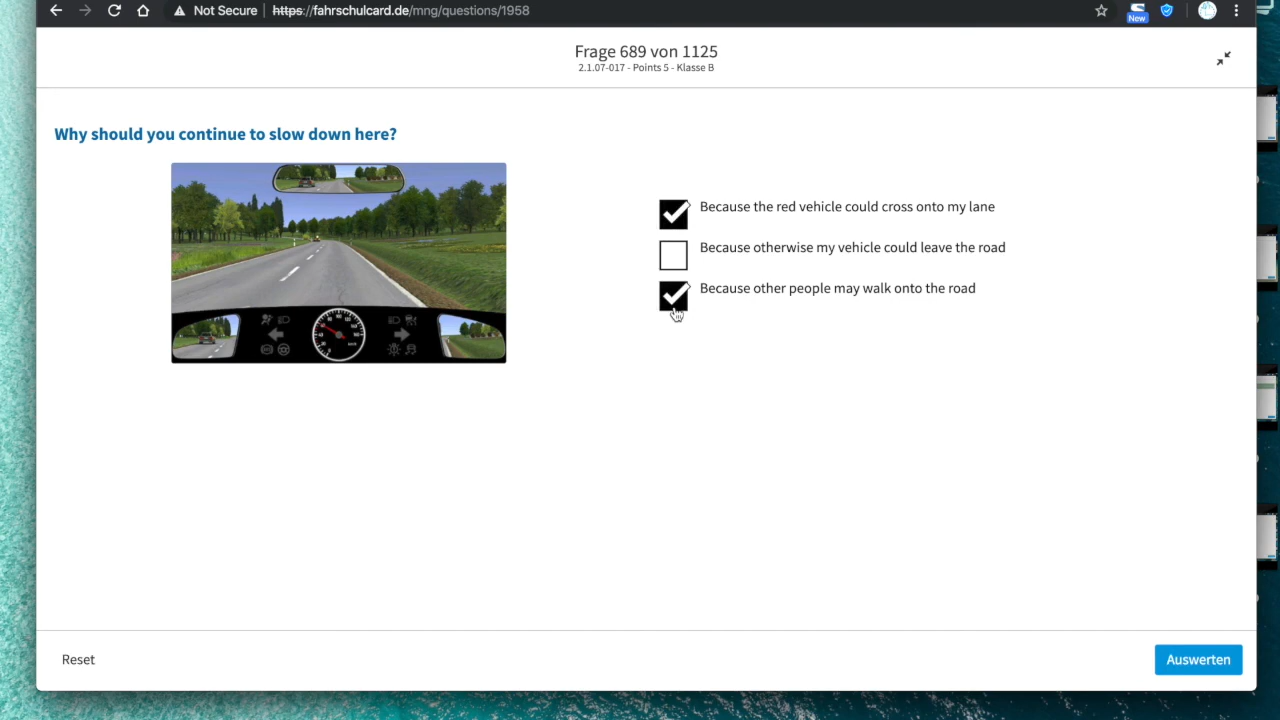 Not Secure
https://fahrschulcard.de/mng/questions/1958
New
Frage 689 von 1125
2.1.07-017 - Points 5 - Klasse B
Why should you continue to slow down here?
Because the red vehicle could cross onto my lane
Because otherwise my vehicle could leave the road
Because other people may walk onto the road
Reset
Auswerten